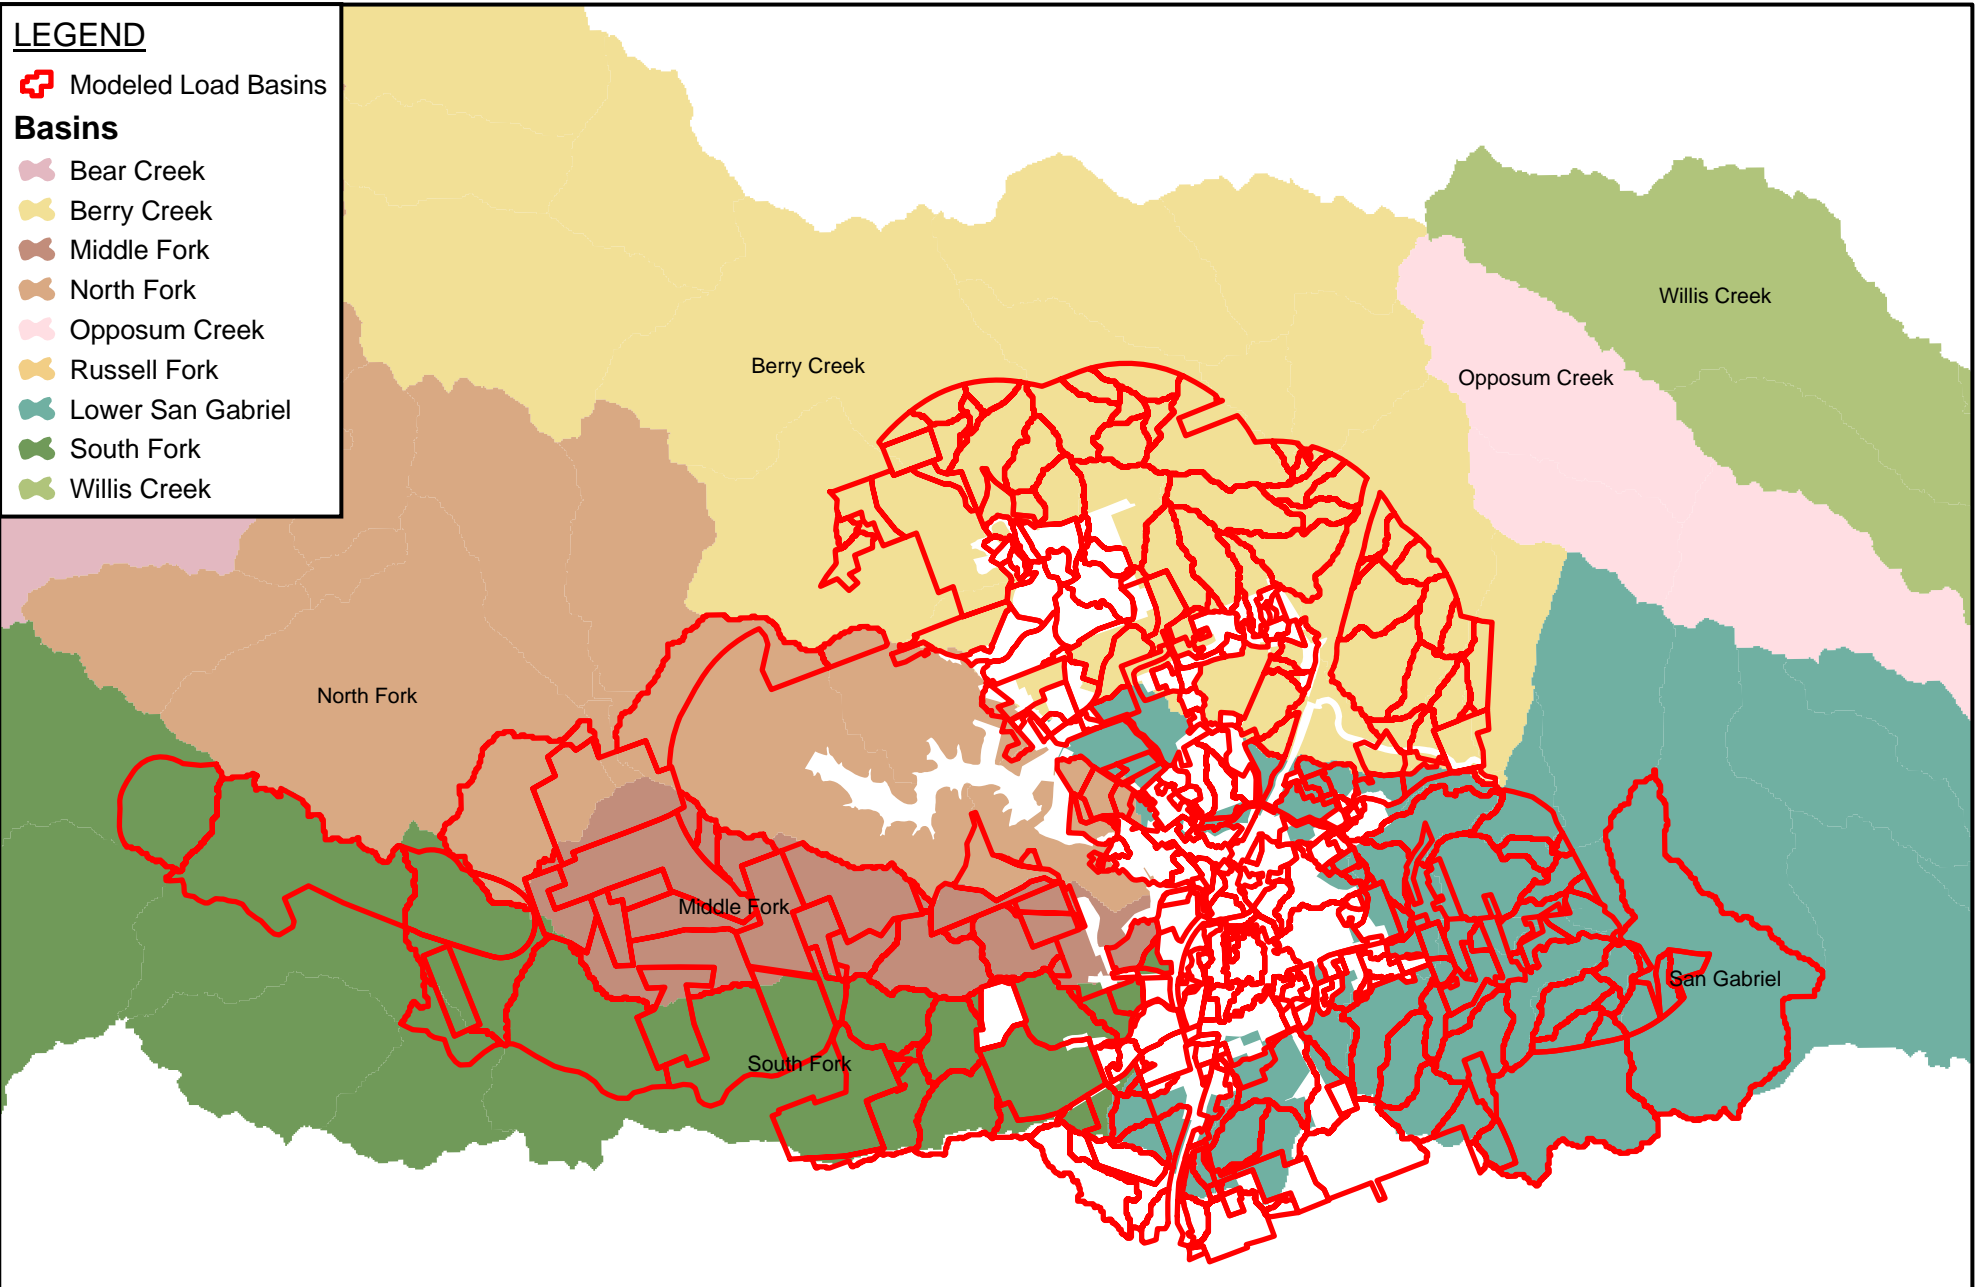 LEGEND
Modeled Load Basins
Basins
Bear Creek
Berry Creek
Middle Fork
North Fork
Opposum Creek
Russell Fork
Lower San Gabriel
South Fork
Willis Creek
Willis Creek
Berry Creek
Opposum Creek
North Fork
Middle Fork
San Gabriel
South Fork